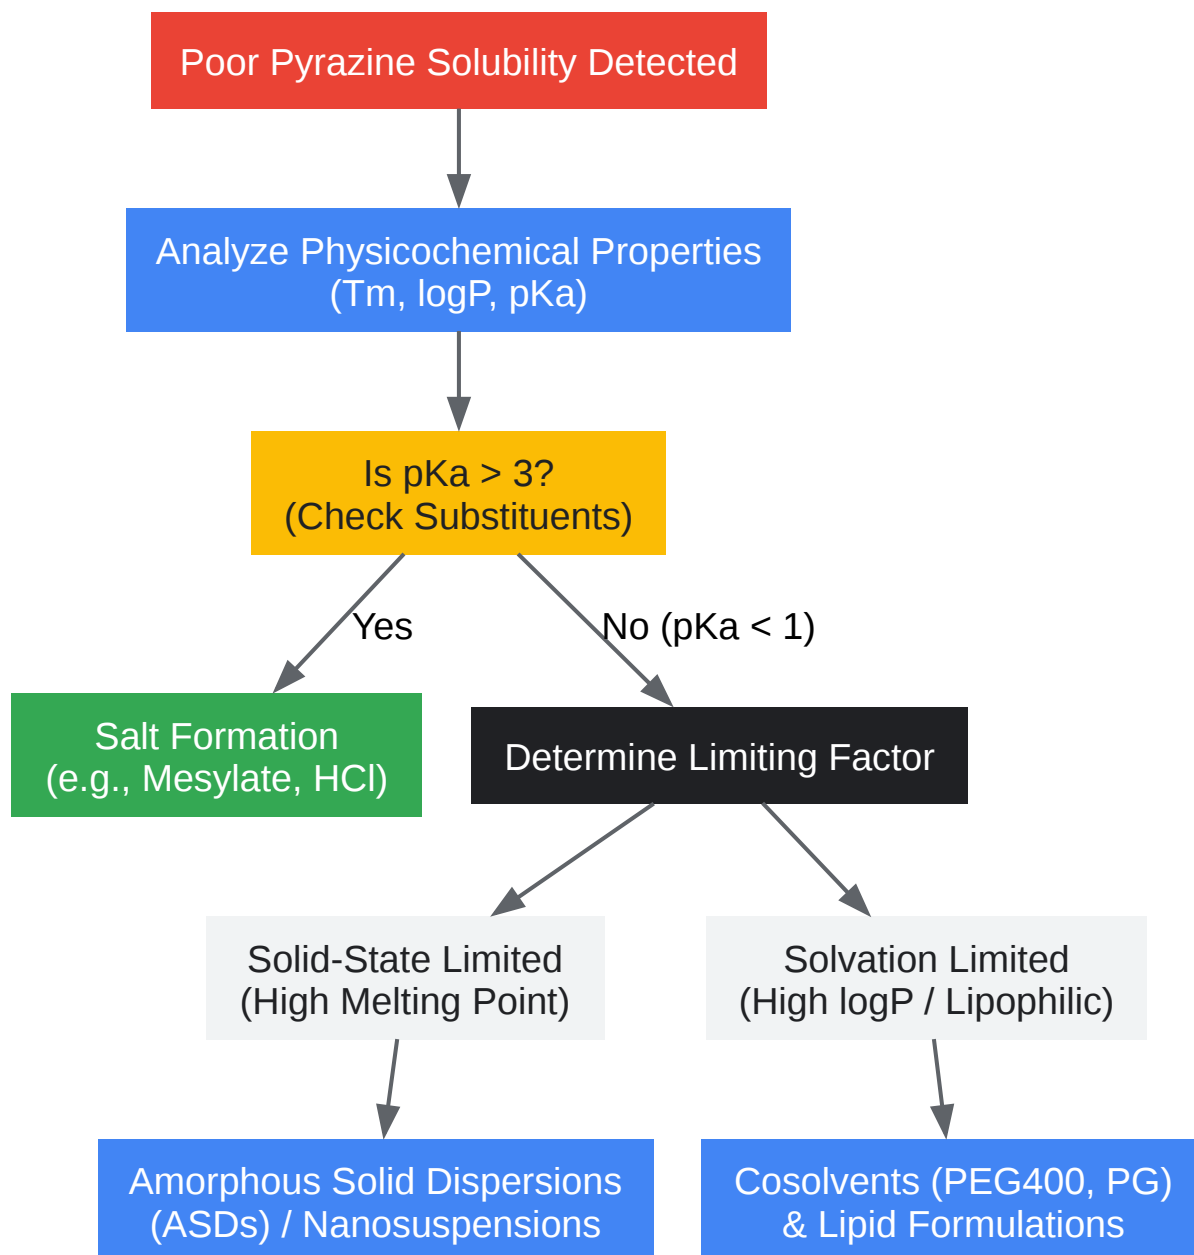 Poor Pyrazine Solubility Detected
Analyze Physicochemical Properties
(Tm, logP, pKa)
Is pKa > 3?
(Check Substituents)
Yes
No (pKa < 1)
Salt Formation
(e.g., Mesylate, HCl)
Determine Limiting Factor
Solid-State Limited
(High Melting Point)
Solvation Limited
(High logP / Lipophilic)
Amorphous Solid Dispersions
(ASDs) / Nanosuspensions
Cosolvents (PEG400, PG)
& Lipid Formulations